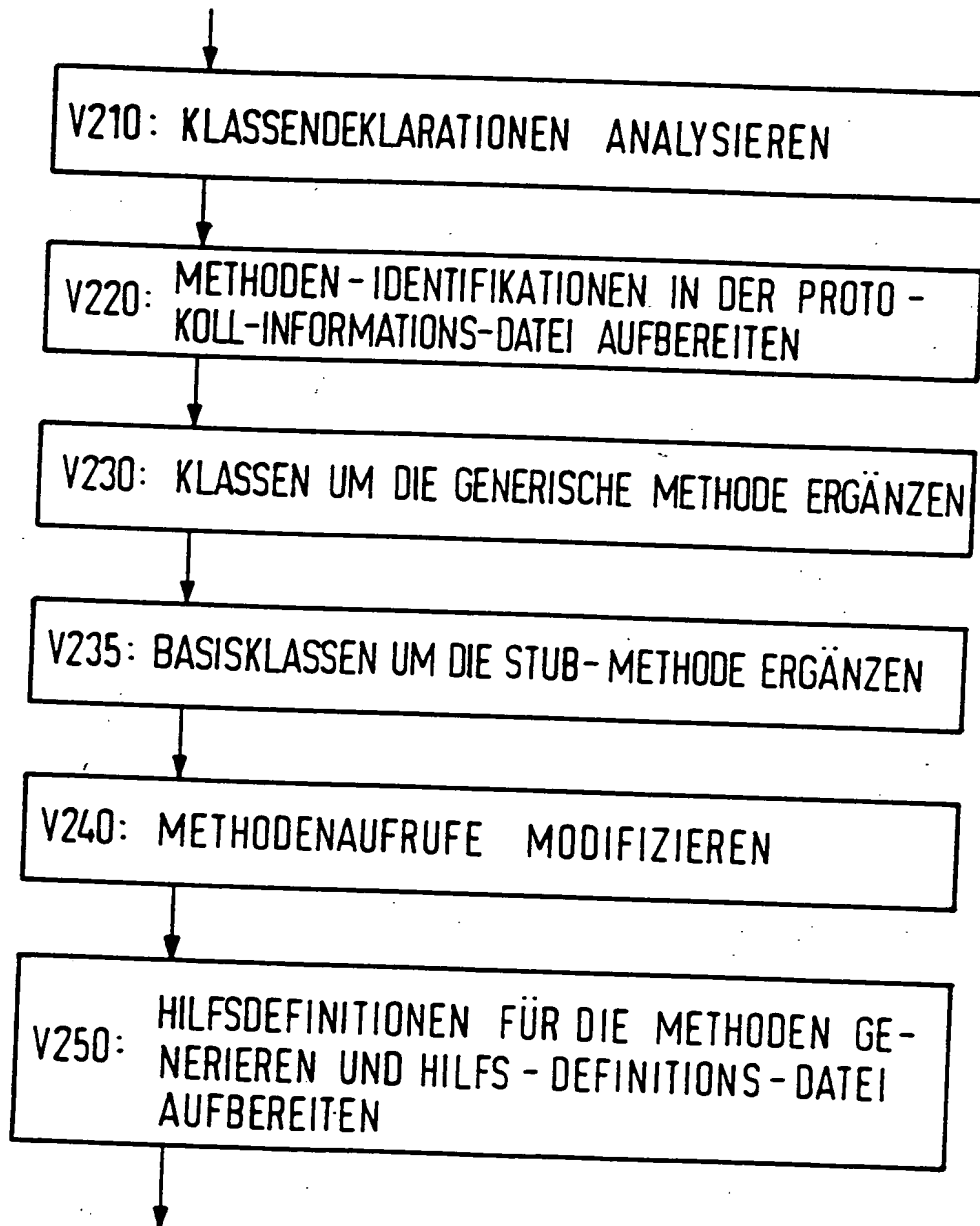 V210: KLASSENDEKLARATIONEN ANALYSIEREN
V220: METHODEN-IDENTIFIKATIONEN IN DER PROTO-
KOLL-INFORMATIONS-DATEI AUFBEREITEN
V230: KLASSEN UM DIE GENERISCHE METHODE ERGÄNZEN
V235: BASISKLASSEN UM DIE STUB-METHODE ERGÄNZEN
V240: METHODENAUFRUFE MODIFIZIEREN
V250: HILFSDEFINITIONEN FÜR DIE METHODEN GE-
NERIEREN UND HILFS-DEFINITIONS-DATEI
AUFBEREITEN